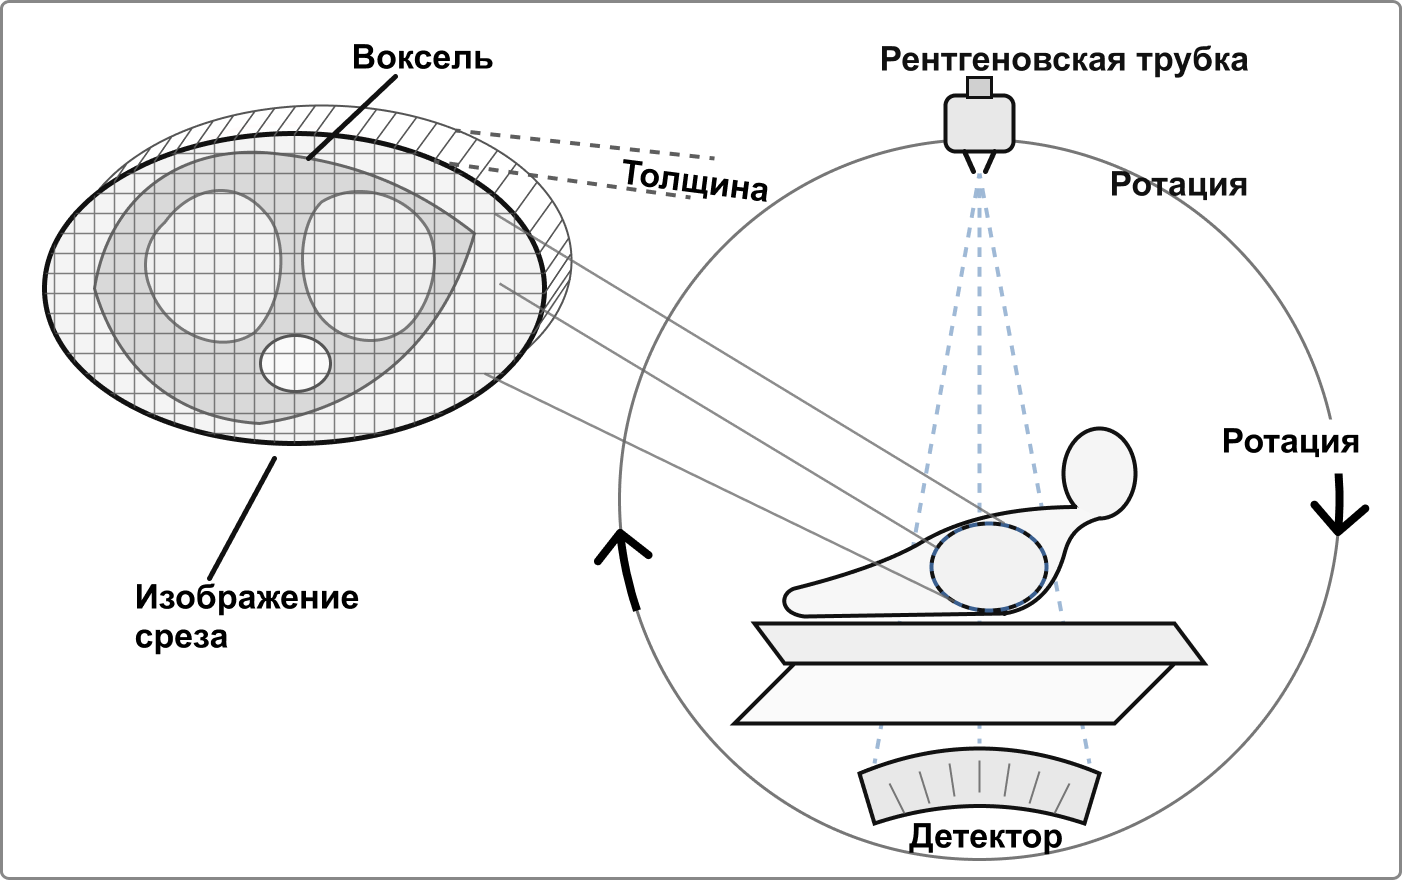 Воксель
Рентгеновская трубка
Толщина
Ротация
Ротация
Изображение
среза
Детектор